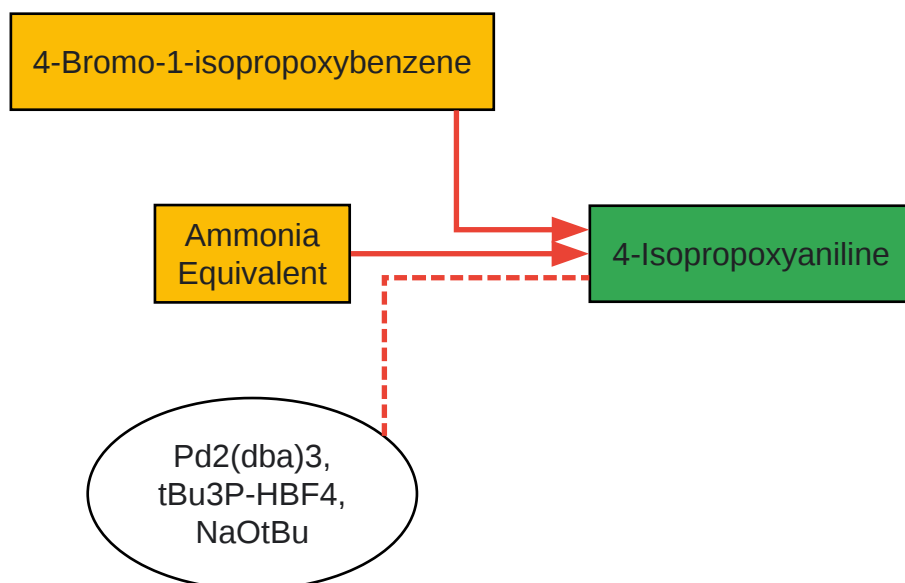 4-Bromo-1-isopropoxybenzene
Ammonia
Equivalent
4-Isopropoxyaniline
Pd2(dba)3,
tBu3P-HBF4,
NaOtBu